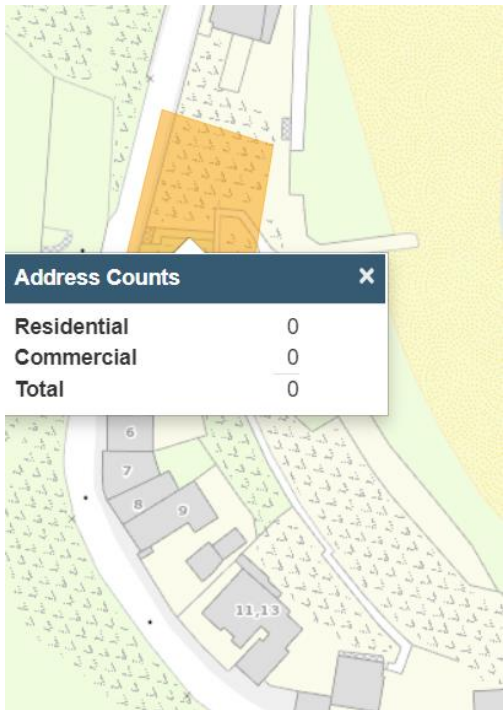 Address Counts ×
Residential 0
Commercial 0
Total 0
6
7
8
9
11,13